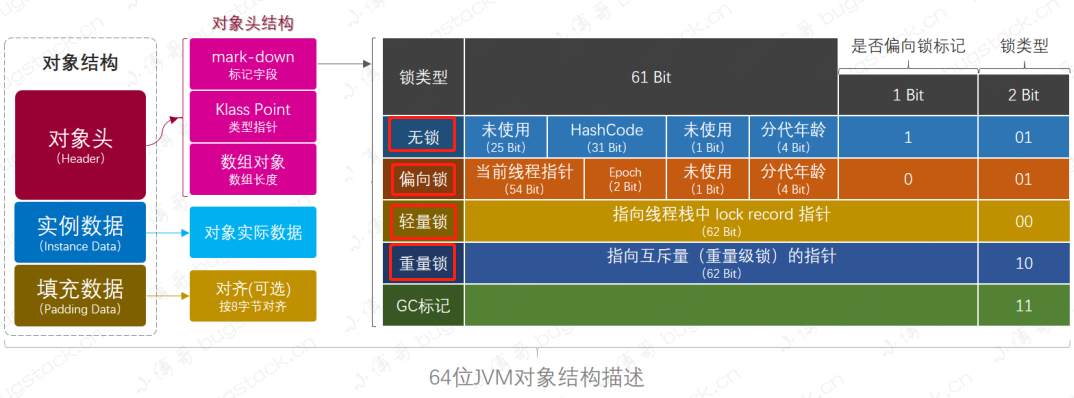 对象结构
对象头
(Header)
实例数据
(Instance Data)
填充数据
(Padding Data)
对象头结构
mark-down
标记字段
Klass Point
类型指针
数组对象
数组长度
对象实际数据
对齐(可选)
按8字节对齐
是否偏向锁标记
锁类型
锁类型
61 Bit
1 Bit
2 Bit
无锁
未使用
(25 Bit)
HashCode
(31 Bit)
未使用
(1 Bit)
分代年龄
(4 Bit)
1
01
偏向锁
当前线程指针
(54 Bit)
Epoch
(2 Bit)
未使用
(1 Bit)
分代年龄
(4 Bit)
0
01
轻量锁
指向线程栈中 lock record 指针
(62 Bit)
00
重量锁
指向互斥量（重量级锁）的指针
(62 Bit)
10
GC标记
11
64位JVM对象结构描述
小傅哥 bugstack.cn